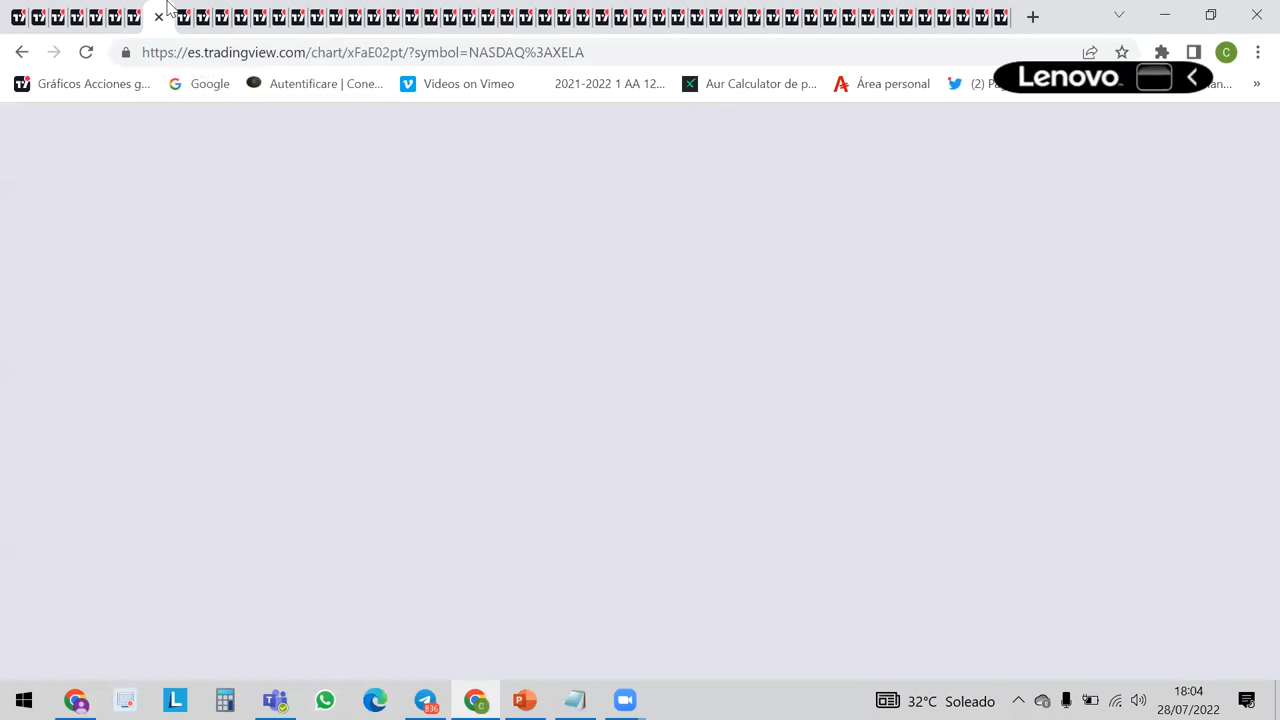 https://es.tradingview.com/chart/xFaE02pt/?symbol=NASDAQ%3AXELA
Gráficos Acciones g...
Google
Autentificare | Cone...
Videos on Vimeo
2021-2022 1 AA 12...
Aur Calculator de p...
Área personal
Lenovo
32°C Soleado
836
18:04
28/07/2022